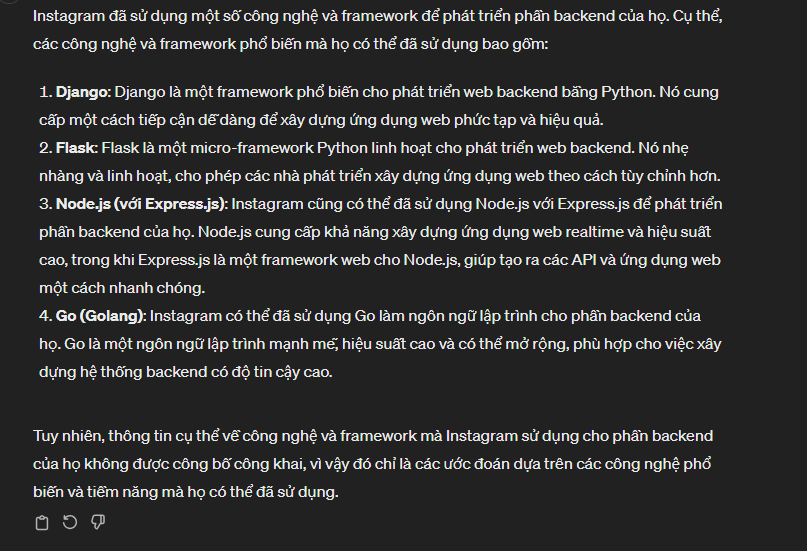 Instagram đã sử dụng một số công nghệ và framework để phát triển phần backend của họ. Cụ thể,
các công nghệ và framework phổ biến mà họ có thể đã sử dụng bao gồm:
1. Django: Django là một framework phổ biến cho phát triển web backend bằng Python. Nó cung
cấp một cách tiếp cận dễ dàng để xây dựng ứng dụng web phức tạp và hiệu quả.
2. Flask: Flask là một micro-framework Python linh hoạt cho phát triển web backend. Nó nhẹ
nhàng và linh hoạt, cho phép các nhà phát triển xây dựng ứng dụng web theo cách tùy chỉnh hơn.
3. Node.js (với Express.js): Instagram cũng có thể đã sử dụng Node.js với Express.js để phát triển
phần backend của họ. Node.js cung cấp khả năng xây dựng ứng dụng web realtime và hiệu suất
cao, trong khi Express.js là một framework web cho Node.js, giúp tạo ra các API và ứng dụng web
một cách nhanh chóng.
4. Go (Golang): Instagram có thể đã sử dụng Go làm ngôn ngữ lập trình cho phần backend của
họ. Go là một ngôn ngữ lập trình mạnh mẽ, hiệu suất cao và có thể mở rộng, phù hợp cho việc xây
dựng hệ thống backend có độ tin cậy cao.
Tuy nhiên, thông tin cụ thể về công nghệ và framework mà Instagram sử dụng cho phần backend
của họ không được công bố công khai, vì vậy đó chỉ là các ước đoán dựa trên các công nghệ phổ
biến và tiềm năng mà họ có thể đã sử dụng.